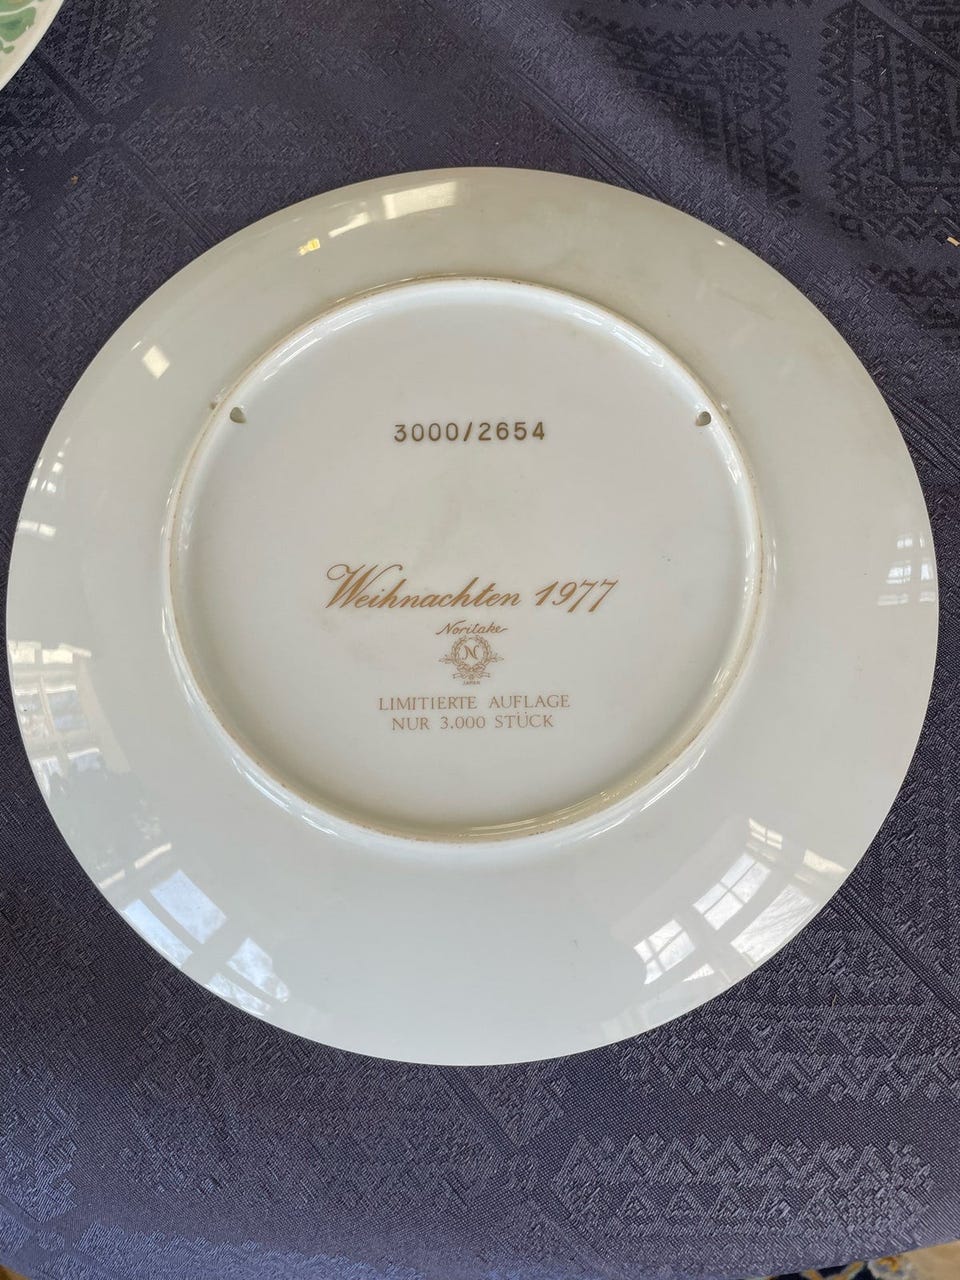 3000/2654
Weihnachten 1977
Noritake
N
JAPAN
LIMITIERTE AUFLAGE
NUR 3.000 STÜCK